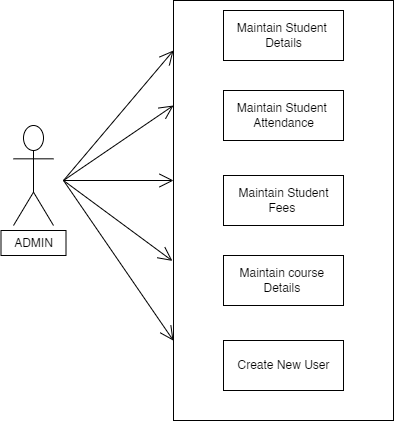 Maintain Student
Details
Maintain Student
Attendance
ADMIN
Maintain Student
Fees
Maintain course
Details
Create New User